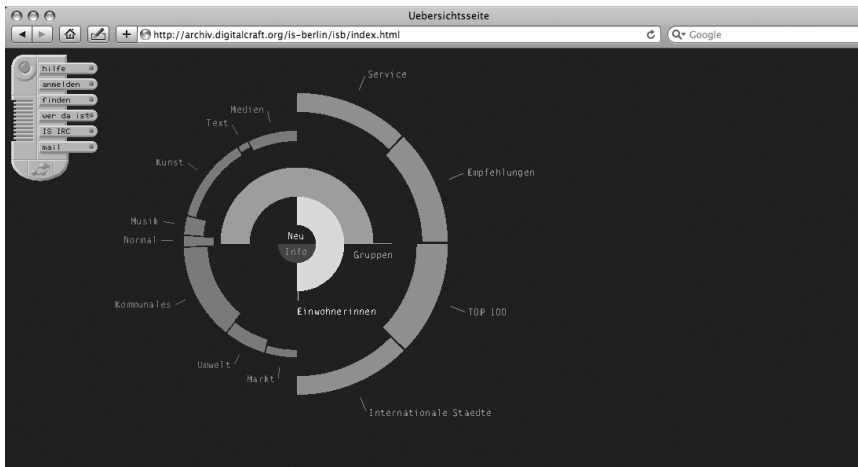 Uebersichtsseite
http://archiv.digitalcraft.org/is-berlin/isb/index.html
Google
hilfe
anmelden
finden
wer da ist
IS IRC
mail
Service
Medien
Text
Kunst
Empfehlungen
Musik
Normal
Neu
Info
Gruppen
Kommunales
Einwohnerinnen
TOP 100
Umwelt
Markt
Internationale Staedte